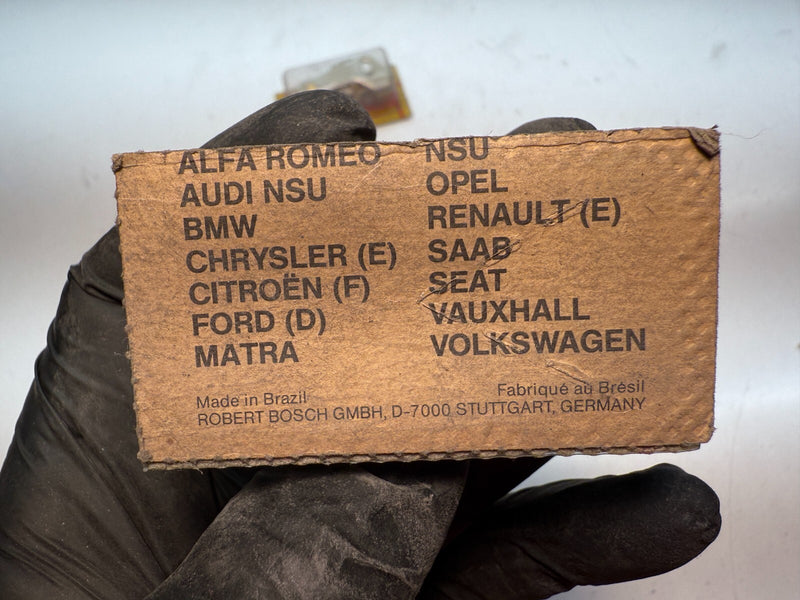 ALFA ROMEO
AUDI NSU
BMW
CHRYSLER (E)
CITROËN (F)
FORD (D)
MATRA
NSU
OPEL
RENAULT (E)
SAAB
SEAT
VAUXHALL
VOLKSWAGEN
Made in Brazil
Fabriqué au Brésil
ROBERT BOSCH GMBH, D-7000 STUTTGART, GERMANY